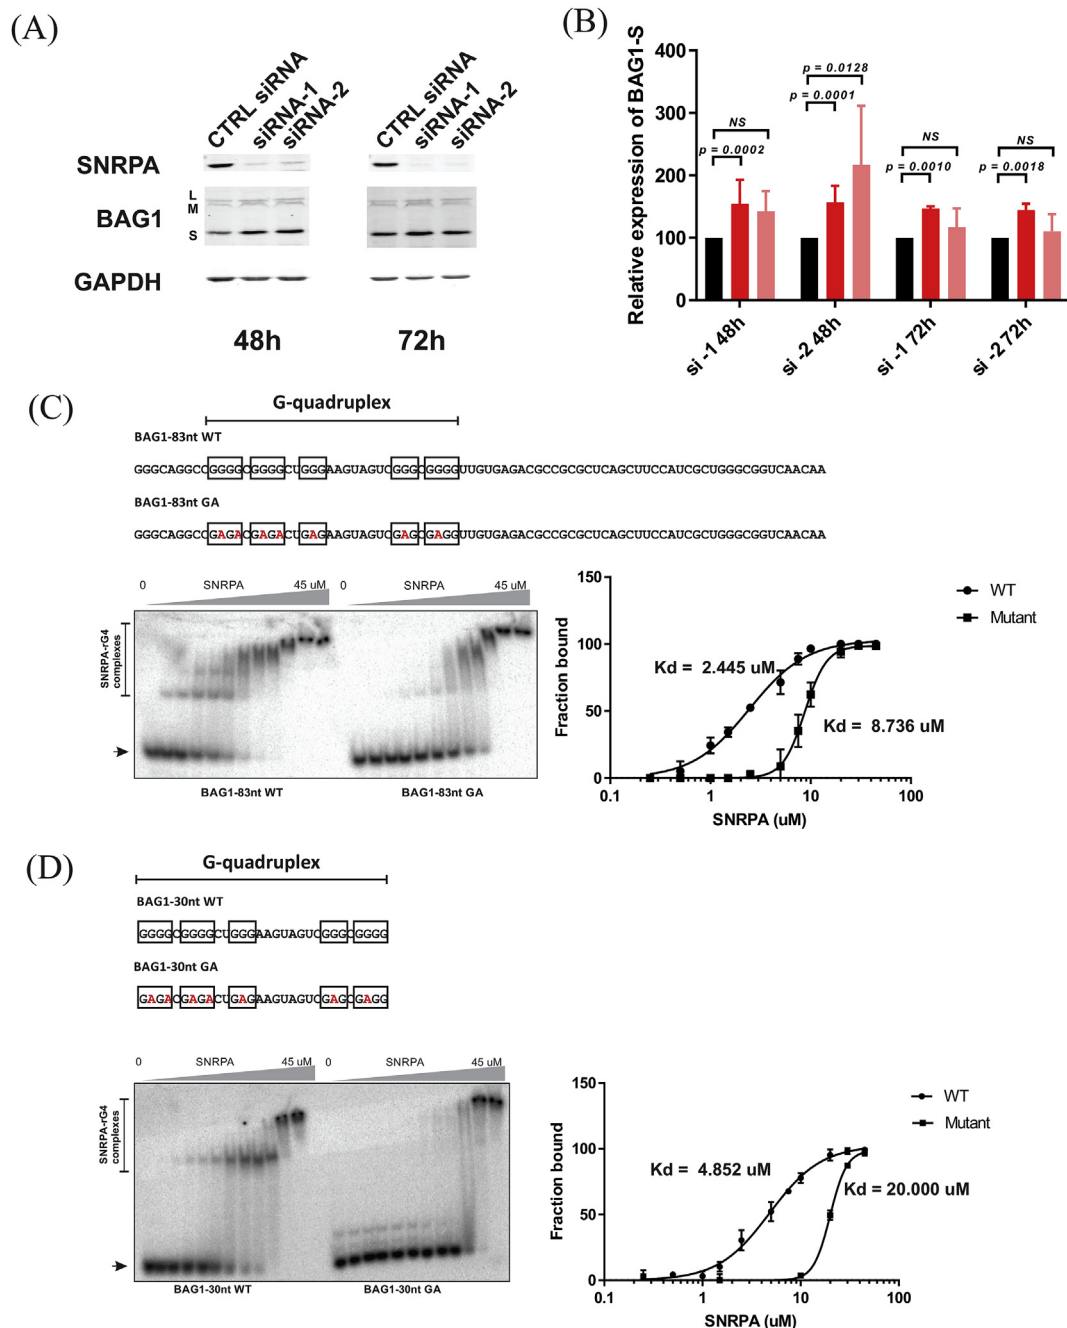 (A)
CTRL siRNA
siRNA-1
siRNA-2
CTRL siRNA
siRNA-1
siRNA-2
SNRPA
BAG1
L
M
S
GAPDH
48h
72h
(B)
Relative expression of BAG1-S
400
300
200
100
0
NS
p = 0.0002
p = 0.0128
p = 0.0001
NS
p = 0.0010
NS
p = 0.0018
si -1 48h
si -2 48h
si -1 72h
si -2 72h
(C)
G-quadruplex
BAG1-83nt WT
GGGCAGGCCGGGGCGGGGCUGGGAAGUAGUCGGGCGGGGUUGUGAGACGCCGCGCUCAGCUUCCAUCGCUGGGCGGUCAACAA
BAG1-83nt GA
GGGCAGGCCGAGACGAGACUGAGAAGUAGUCGAGCGAGGUUGUGAGACGCCGCGCUCAGCUUCCAUCGCUGGGCGGUCAACAA
0 SNRPA 45 uM 0 SNRPA 45 uM
SNRPA-rG4
complexes
BAG1-83nt WT
BAG1-83nt GA
Fraction bound
150
100
50
0
0.1 1 10 100
SNRPA (uM)
WT
Mutant
Kd = 2.445 uM
Kd = 8.736 uM
(D)
G-quadruplex
BAG1-30nt WT
GGGGCGGGGCUGGGAAGUAGUCGGGCGGGG
BAG1-30nt GA
GAGACGAGACUGAGAAGUAGUCGAGCGAGG
0 SNRPA 45 uM 0 SNRPA 45 uM
SNRPA-rG4
complexes
BAG1-30nt WT
BAG1-30nt GA
Fraction bound
150
100
50
0
0.1 1 10 100
SNRPA (uM)
WT
Mutant
Kd = 4.852 uM
Kd = 20.000 uM